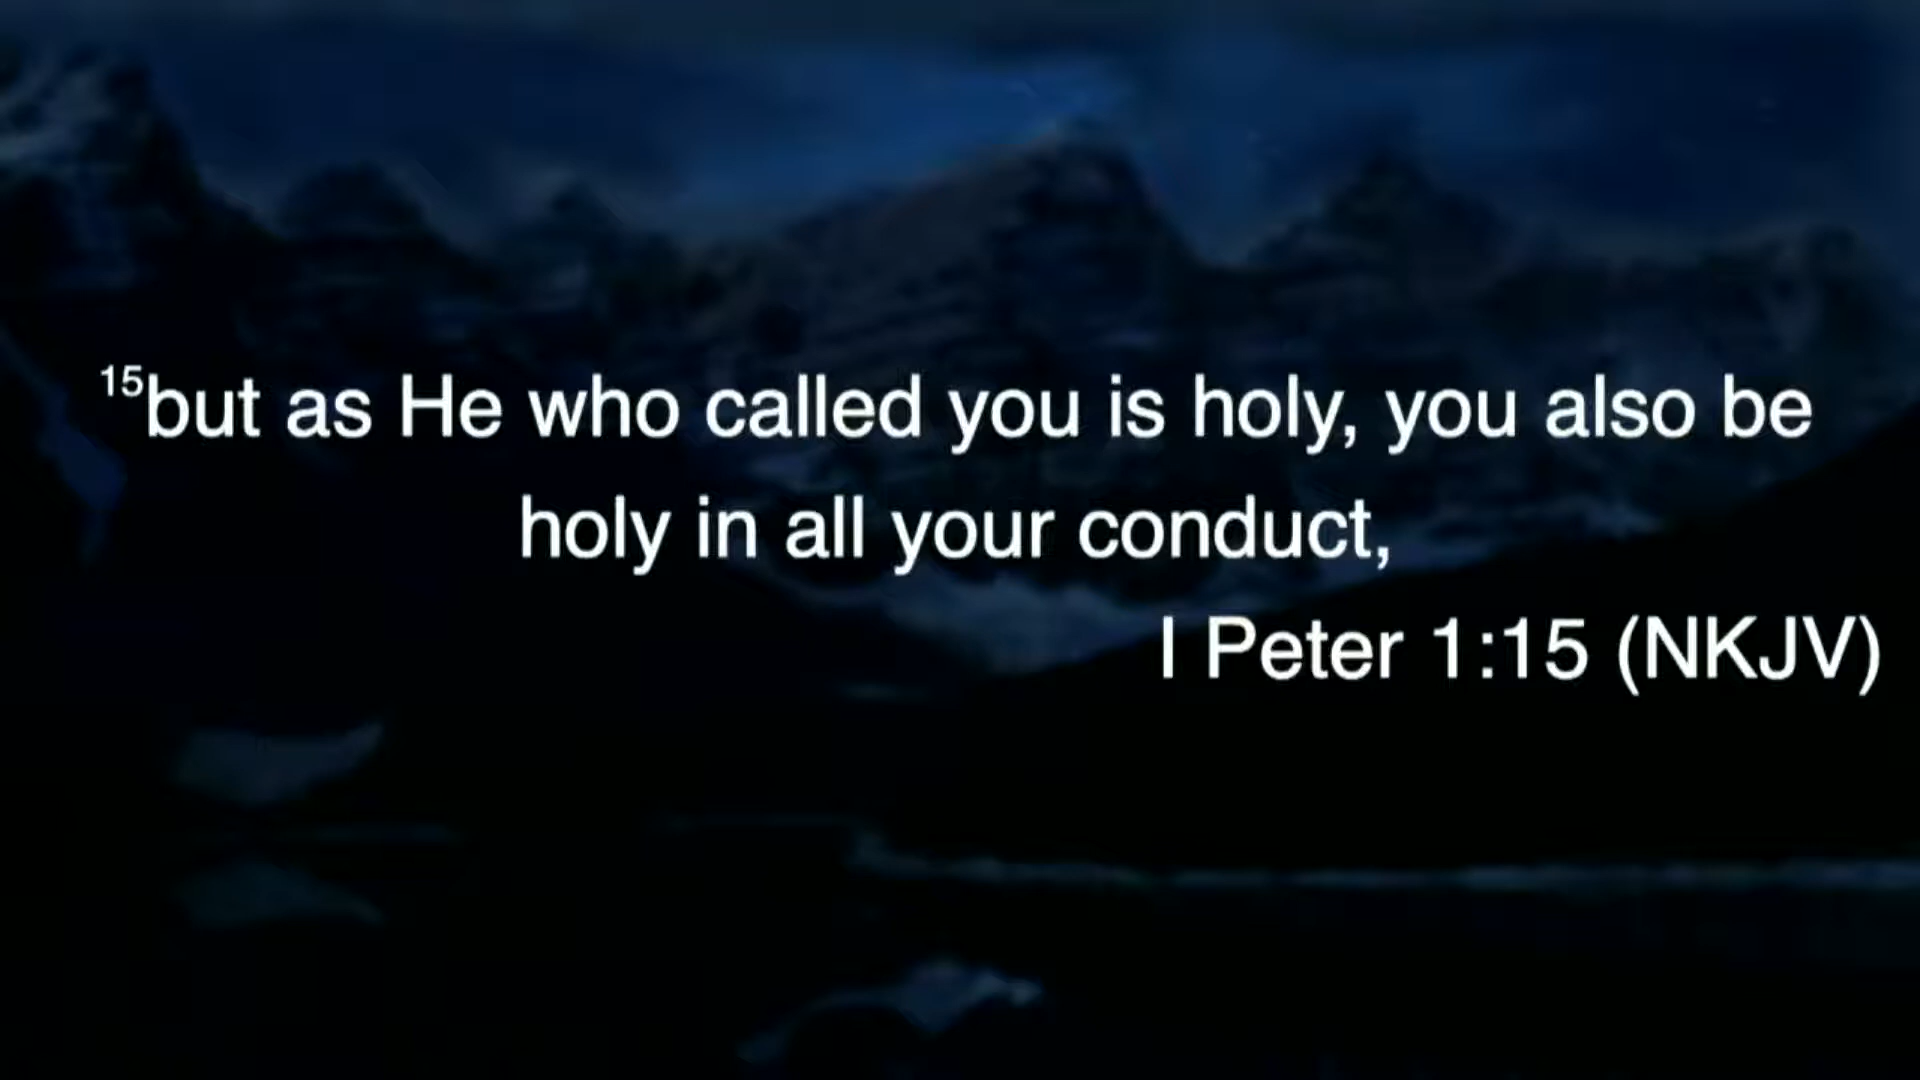 15but as He who called you is holy, you also be
holy in all your conduct,
I Peter 1:15 (NKJV)